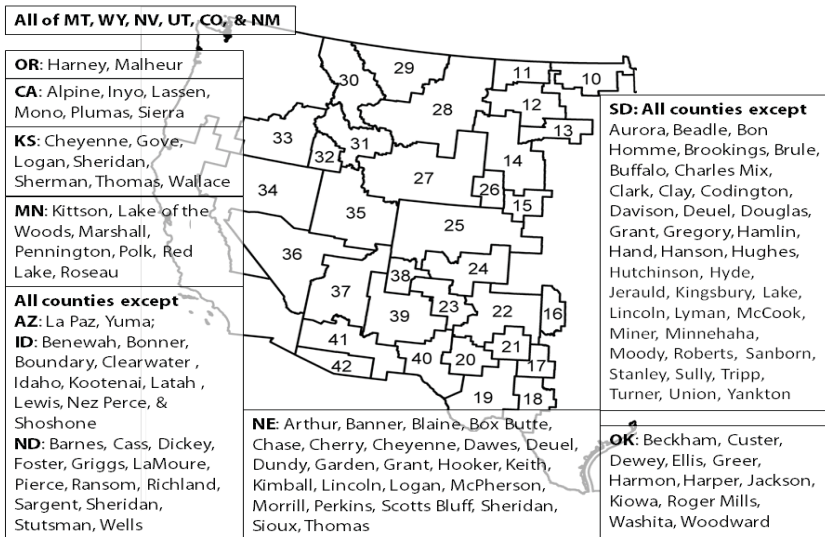 All of MT, WY, NV, UT, CO, & NM
OR: Harney, Malheur
CA: Alpine, Inyo, Lassen,
Mono, Plumas, Sierra
KS: Cheyenne, Gove,
Logan, Sheridan,
Sherman, Thomas, Wallace
MN: Kittson, Lake of the
Woods, Marshall,
Pennington, Polk, Red
Lake, Roseau
All counties except
AZ: La Paz, Yuma;
ID: Benewah, Bonner,
Boundary, Clearwater ,
Idaho, Kootenai, Latah ,
Lewis, Nez Perce, &
Shoshone
ND: Barnes, Cass, Dickey,
Foster, Griggs, LaMoure,
Pierce, Ransom, Richland,
Sargent, Sheridan,
Stutsman, Wells
29
11
10
30
12
28
13
33
31
14
32
27
26
34
15
35
25
36
24
38
37
23
22
16
39
41
21
40
20
17
42
19
18
NE: Arthur, Banner, Blaine, Box Butte,
Chase, Cherry, Cheyenne, Dawes, Deuel,
Dundy, Garden, Grant, Hooker, Keith,
Kimball, Lincoln, Logan, McPherson,
Morrill, Perkins, Scotts Bluff, Sheridan,
Sioux, Thomas
SD: All counties except
Aurora, Beadle, Bon
Homme, Brookings, Brule,
Buffalo, Charles Mix,
Clark, Clay, Codington,
Davison, Deuel, Douglas,
Grant, Gregory, Hamlin,
Hand, Hanson, Hughes,
Hutchinson, Hyde,
Jerauld, Kingsbury, Lake,
Lincoln, Lyman, McCook,
Miner, Minnehaha,
Moody, Roberts, Sanborn,
Stanley, Sully, Tripp,
Turner, Union, Yankton
OK: Beckham, Custer,
Dewey, Ellis, Greer,
Harmon, Harper, Jackson,
Kiowa, Roger Mills,
Washita, Woodward